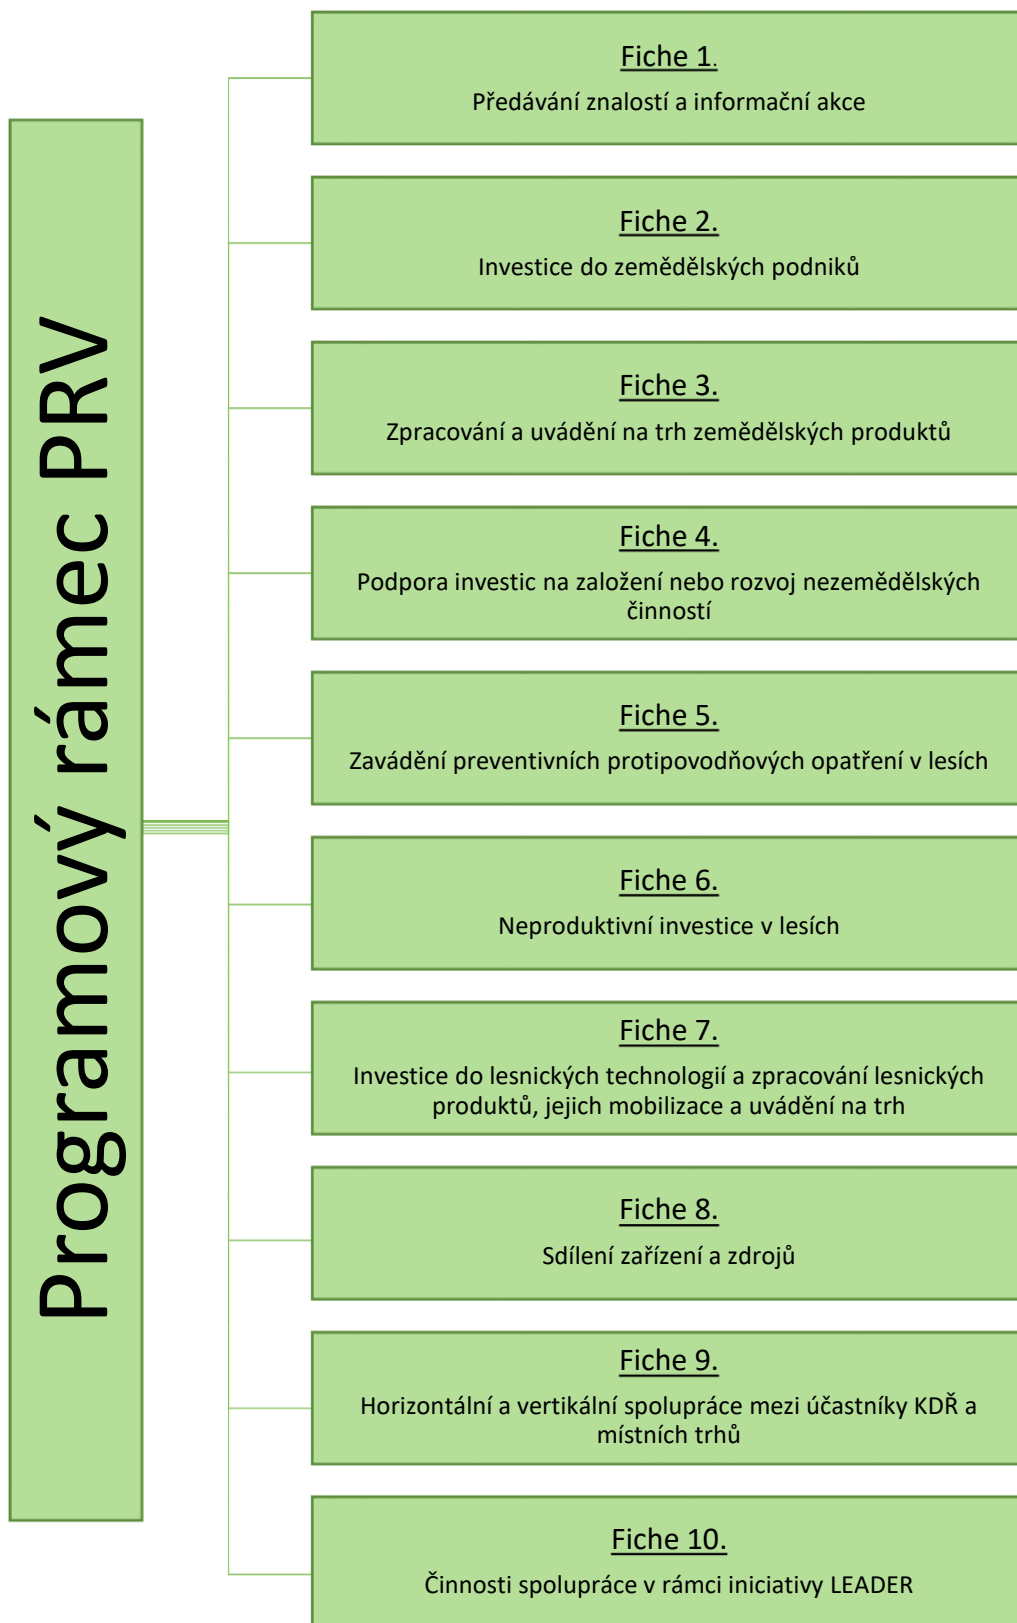 Programový rámec PRV
Fiche 1.
Předávání znalostí a informační akce
Fiche 2.
Investice do zemědělských podniků
Fiche 3.
Zpracování a uvádění na trh zemědělských produktů
Fiche 4.
Podpora investic na založení nebo rozvoj nezemědělských
činností
Fiche 5.
Zavádění preventivních protipovodňových opatření v lesích
Fiche 6.
Neproduktivní investice v lesích
Fiche 7.
Investice do lesnických technologií a zpracování lesnických
produktů, jejich mobilizace a uvádění na trh
Fiche 8.
Sdílení zařízení a zdrojů
Fiche 9.
Horizontální a vertikální spolupráce mezi účastníky KDŘ a
místních trhů
Fiche 10.
Činnosti spolupráce v rámci iniciativy LEADER